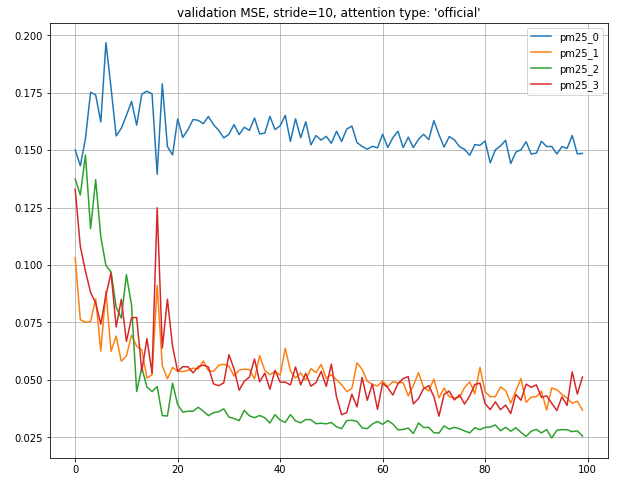 validation MSE, stride=10, attention type: 'official'
pm25_0
pm25_1
pm25_2
pm25_3
0.200
0.175
0.150
0.125
0.100
0.075
0.050
0.025
0 20 40 60 80 100